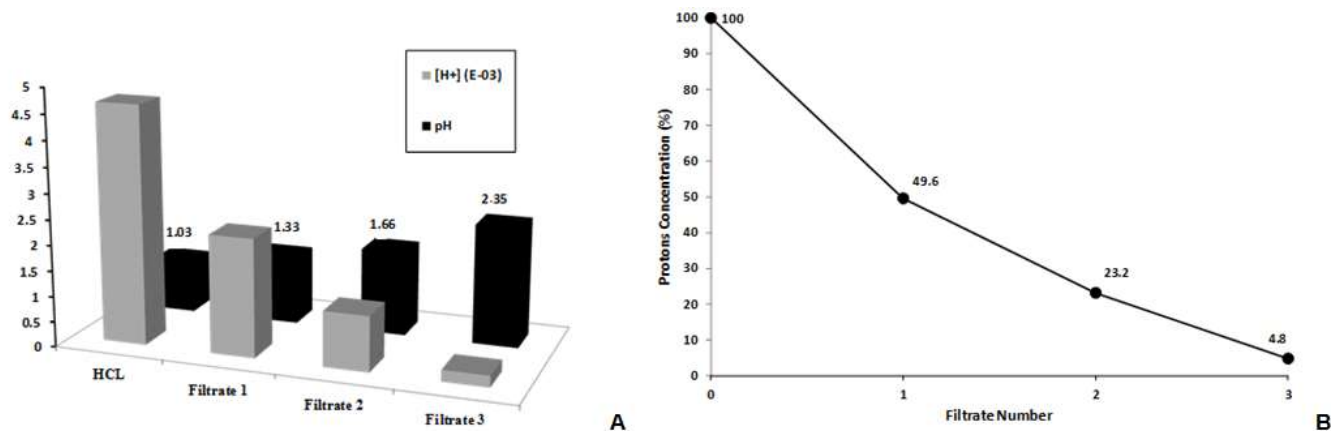 [H+] (E-03)
pH
5
4.5
4
3.5
3
2.5
2
1.5
1
0.5
0
1.03
1.33
1.66
2.35
HCL
Filtrate 1
Filtrate 2
Filtrate 3
A
Protons Concentration (%)
100
90
80
70
60
50
40
30
20
10
0
100
49.6
23.2
4.8
0 1 2 3
Filtrate Number
B